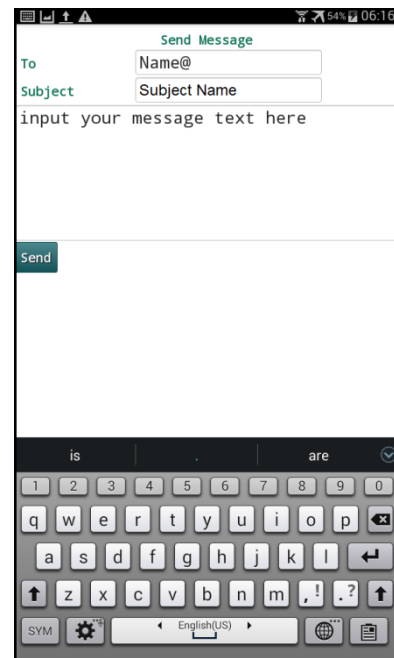 54% 06:16
Send Message
To Name@
Subject Subject Name
input your message text here
Send
is . are
1 2 3 4 5 6 7 8 9 0
q w e r t y u i o p
a s d f g h j k l
z x c v b n m ,! .?
SYM English(US)